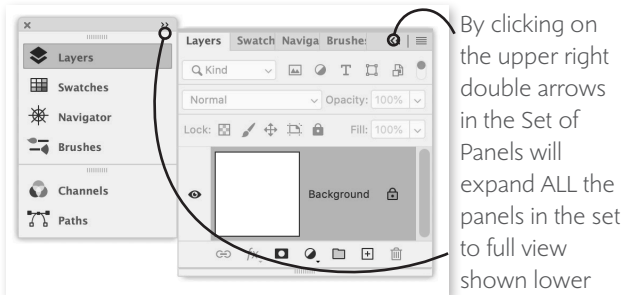 Layers
Swatches
Navigator
Brushes
Channels
Paths
Layers Swatch Naviga Brushe
Kind
Normal Opacity: 100%
Lock: Fill: 100%
Background
fx
By clicking on
the upper right
double arrows
in the Set of
Panels will
expand ALL the
panels in the set
to full view
shown lower